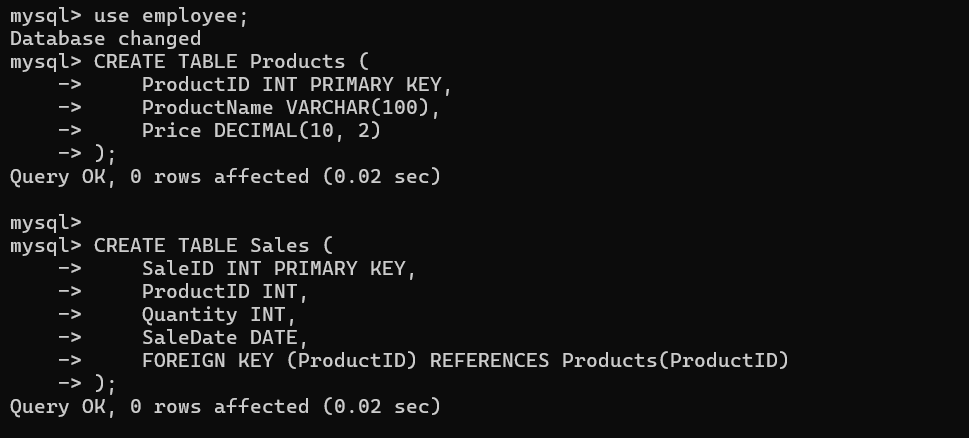 mysql> use employee;
Database changed
mysql> CREATE TABLE Products (
    ->     ProductID INT PRIMARY KEY,
    ->     ProductName VARCHAR(100),
    ->     Price DECIMAL(10, 2)
    -> );
Query OK, 0 rows affected (0.02 sec)

mysql>
mysql> CREATE TABLE Sales (
    ->     SaleID INT PRIMARY KEY,
    ->     ProductID INT,
    ->     Quantity INT,
    ->     SaleDate DATE,
    ->     FOREIGN KEY (ProductID) REFERENCES Products(ProductID)
    -> );
Query OK, 0 rows affected (0.02 sec)